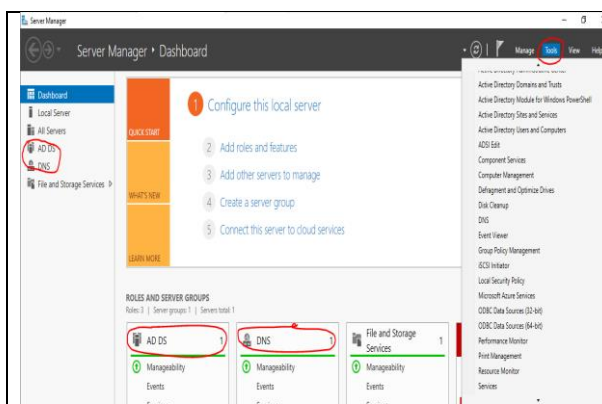 Server Manager
Server Manager • Dashboard
Manage Tools View Help
Dashboard
Local Server
All Servers
AD DS
DNS
File and Storage Services
QUICK START
WHAT'S NEW
LEARN MORE
1 Configure this local server
2 Add roles and features
3 Add other servers to manage
4 Create a server group
5 Connect this server to cloud services
ROLES AND SERVER GROUPS
Roles: 3 | Server groups: 1 | Servers total: 1
AD DS 1
Manageability
Events
DNS 1
Manageability
Events
File and Storage
Services 1
Manageability
Events
Active Directory Domains and Trusts
Active Directory Module for Windows PowerShell
Active Directory Sites and Services
Active Directory Users and Computers
ADSI Edit
Component Services
Computer Management
Defragment and Optimize Drives
Disk Cleanup
DNS
Event Viewer
Group Policy Management
iSCSI Initiator
Local Security Policy
Microsoft Azure Services
ODBC Data Sources (32-bit)
ODBC Data Sources (64-bit)
Performance Monitor
Print Management
Resource Monitor
Services